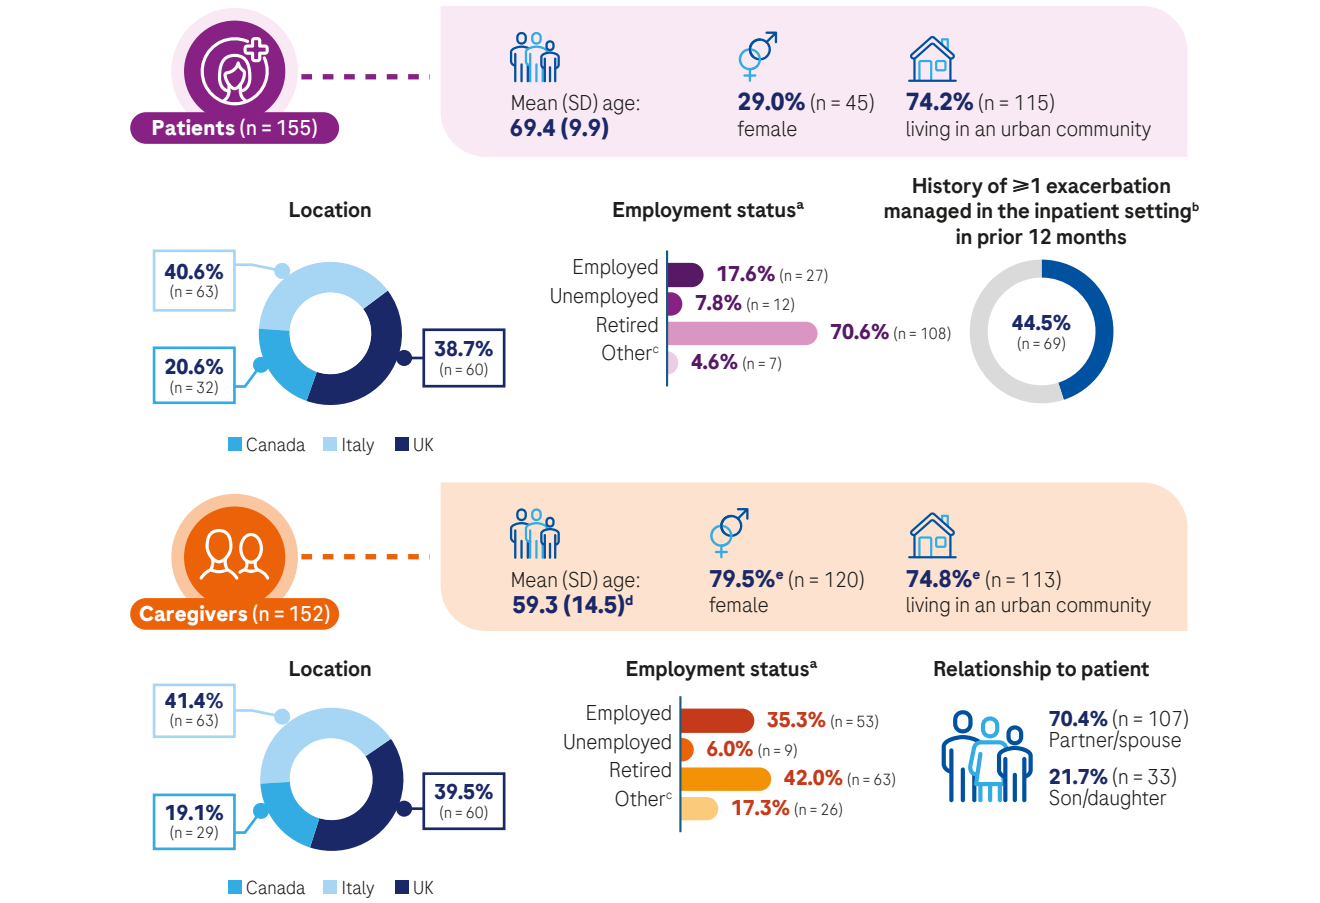 Patients (n = 155)
Mean (SD) age:
69.4 (9.9)
29.0% (n = 45)
female
74.2% (n = 115)
living in an urban community
Location
40.6%
(n = 63)
20.6%
(n = 32)
38.7%
(n = 60)
Canada Italy UK
Employment statusᵃ
Employed 17.6% (n = 27)
Unemployed 7.8% (n = 12)
Retired 70.6% (n = 108)
Otherᶜ 4.6% (n = 7)
History of ⩾1 exacerbation
managed in the inpatient settingᵇ
in prior 12 months
44.5%
(n = 69)
Caregivers (n = 152)
Mean (SD) age:
59.3 (14.5)ᵈ
79.5%ᵉ (n = 120)
female
74.8%ᵉ (n = 113)
living in an urban community
Location
41.4%
(n = 63)
19.1%
(n = 29)
39.5%
(n = 60)
Canada Italy UK
Employment statusᵃ
Employed 35.3% (n = 53)
Unemployed 6.0% (n = 9)
Retired 42.0% (n = 63)
Otherᶜ 17.3% (n = 26)
Relationship to patient
70.4% (n = 107)
Partner/spouse
21.7% (n = 33)
Son/daughter